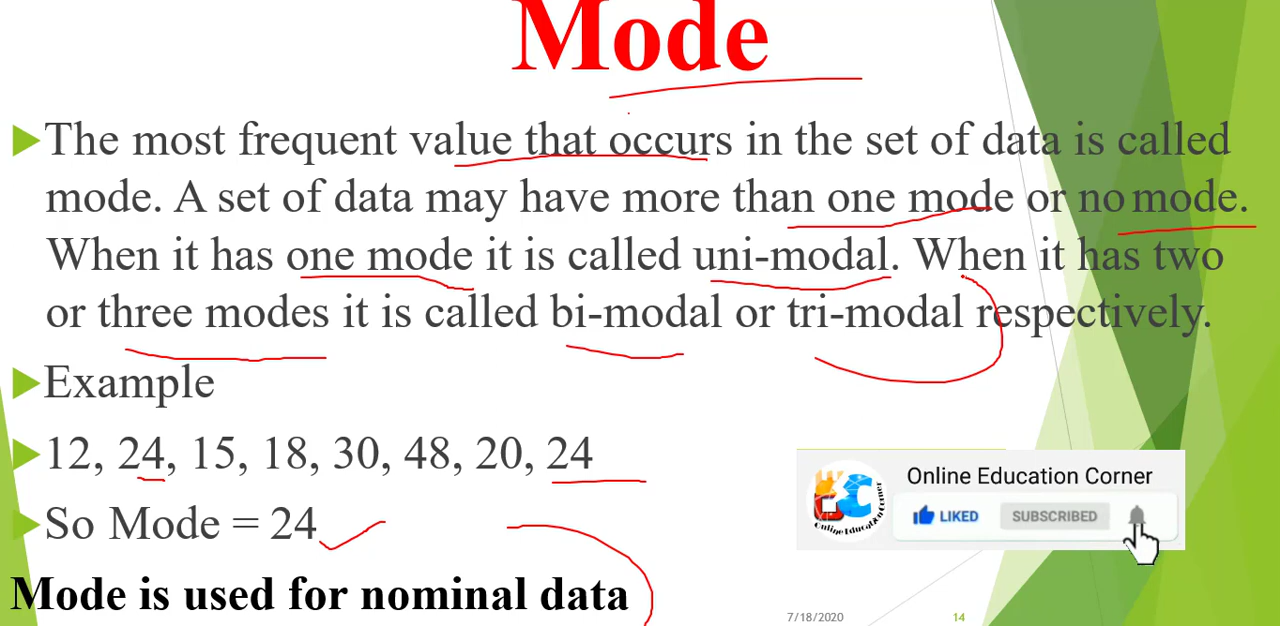 Mode
The most frequent value that occurs in the set of data is called
mode. A set of data may have more than one mode or no mode.
When it has one mode it is called uni-modal. When it has two
or three modes it is called bi-modal or tri-modal respectively.
Example
12, 24, 15, 18, 30, 48, 20, 24
So Mode = 24
Mode is used for nominal data
Online Education Corner
LIKED SUBSCRIBED
Online Education Corner
7/18/2020 14